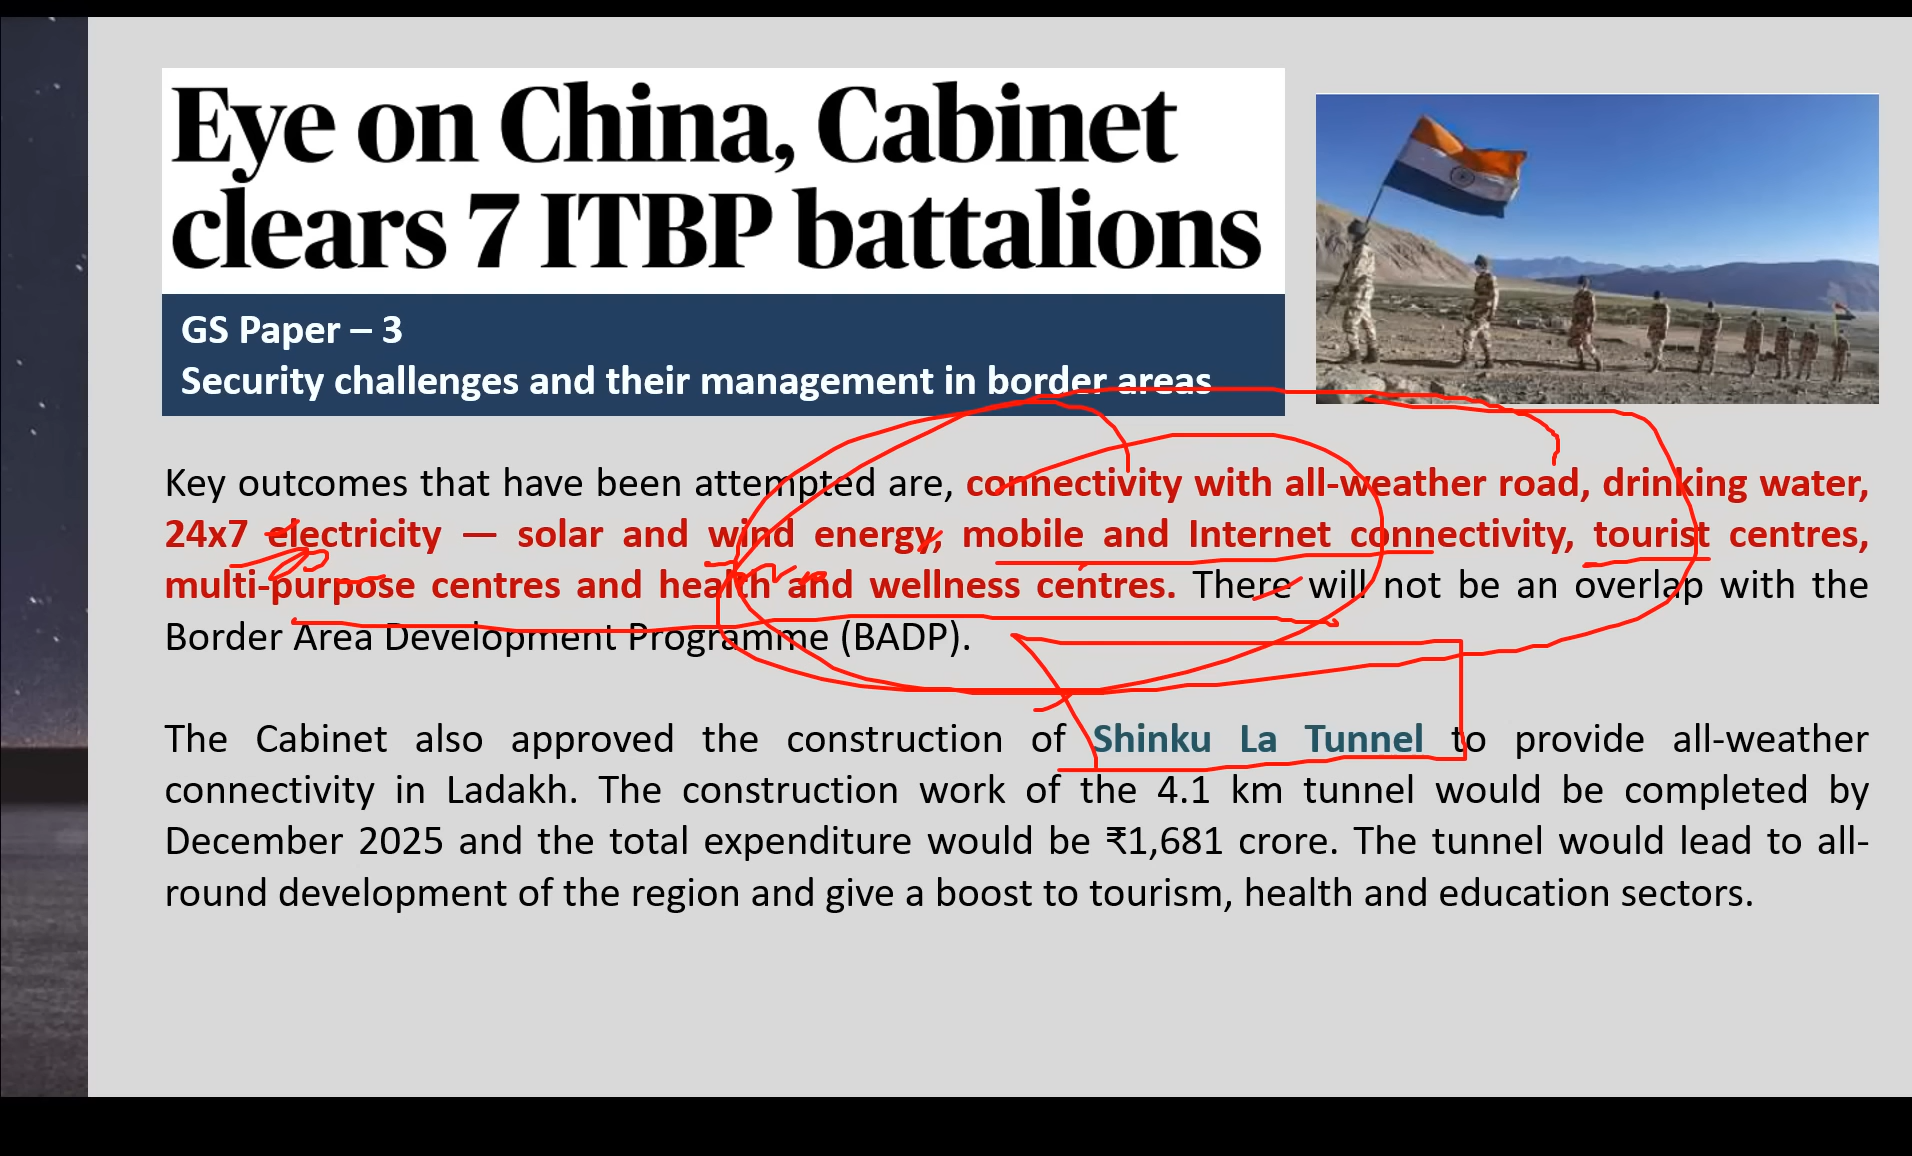 Eye on China, Cabinet
clears 7 ITBP battalions
GS Paper – 3
Security challenges and their management in border areas
Key outcomes that have been attempted are, connectivity with all-weather road, drinking water,
24x7 electricity — solar and wind energy, mobile and Internet connectivity, tourist centres,
multi-purpose centres and health and wellness centres. There will not be an overlap with the
Border Area Development Programme (BADP).
The Cabinet also approved the construction of Shinku La Tunnel to provide all-weather
connectivity in Ladakh. The construction work of the 4.1 km tunnel would be completed by
December 2025 and the total expenditure would be ₹1,681 crore. The tunnel would lead to all-
round development of the region and give a boost to tourism, health and education sectors.